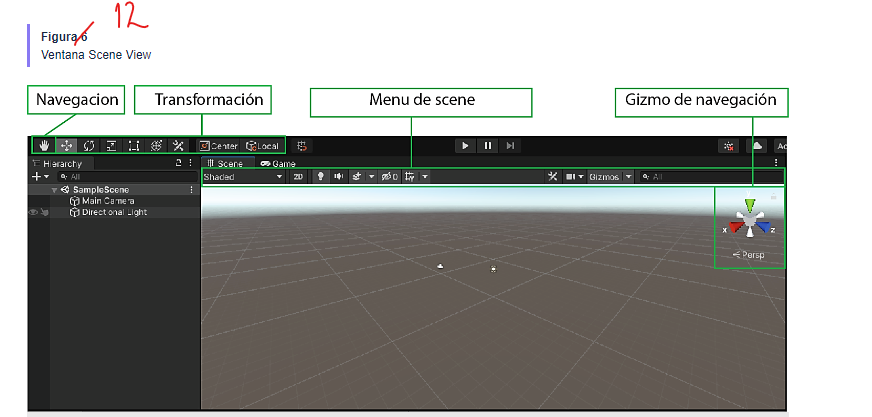 12
Figura 6
Ventana Scene View
Navegacion
Transformación
Menu de scene
Gizmo de navegación
Center Local
Ac
Hierarchy
Scene Game
+ All
Shaded 2D 0 Gizmos All
SampleScene
Main Camera
Directional Light
x z
Persp